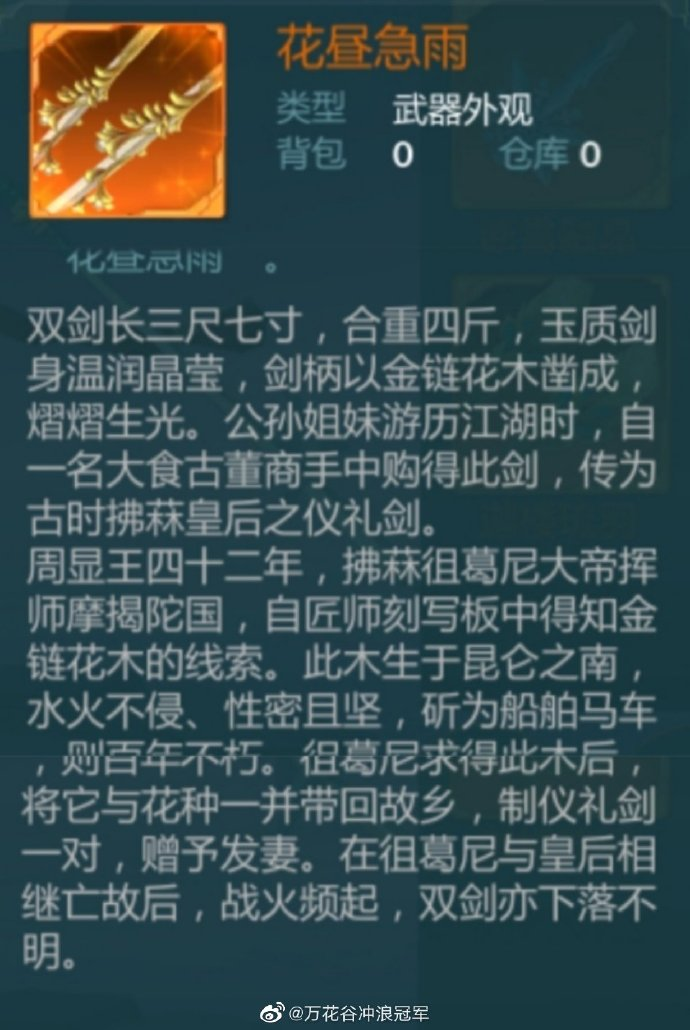 花昼急雨
类型 武器外观
背包 0 仓库 0
花昼急雨 。
双剑长三尺七寸，合重四斤，玉质剑
身温润晶莹，剑柄以金链花木凿成，
熠熠生光。公孙姐妹游历江湖时，自
一名大食古董商手中购得此剑，传为
古时拂菻皇后之仪礼剑。
周显王四十二年，拂菻徂葛尼大帝挥
师摩揭陀国，自匠师刻写板中得知金
链花木的线索。此木生于昆仑之南，
水火不侵、性密且坚，斫为船舶马车
，则百年不朽。徂葛尼求得此木后，
将它与花种一并带回故乡，制仪礼剑
一对，赠予发妻。在徂葛尼与皇后相
继亡故后，战火频起，双剑亦下落不
明。
@万花谷冲浪冠军